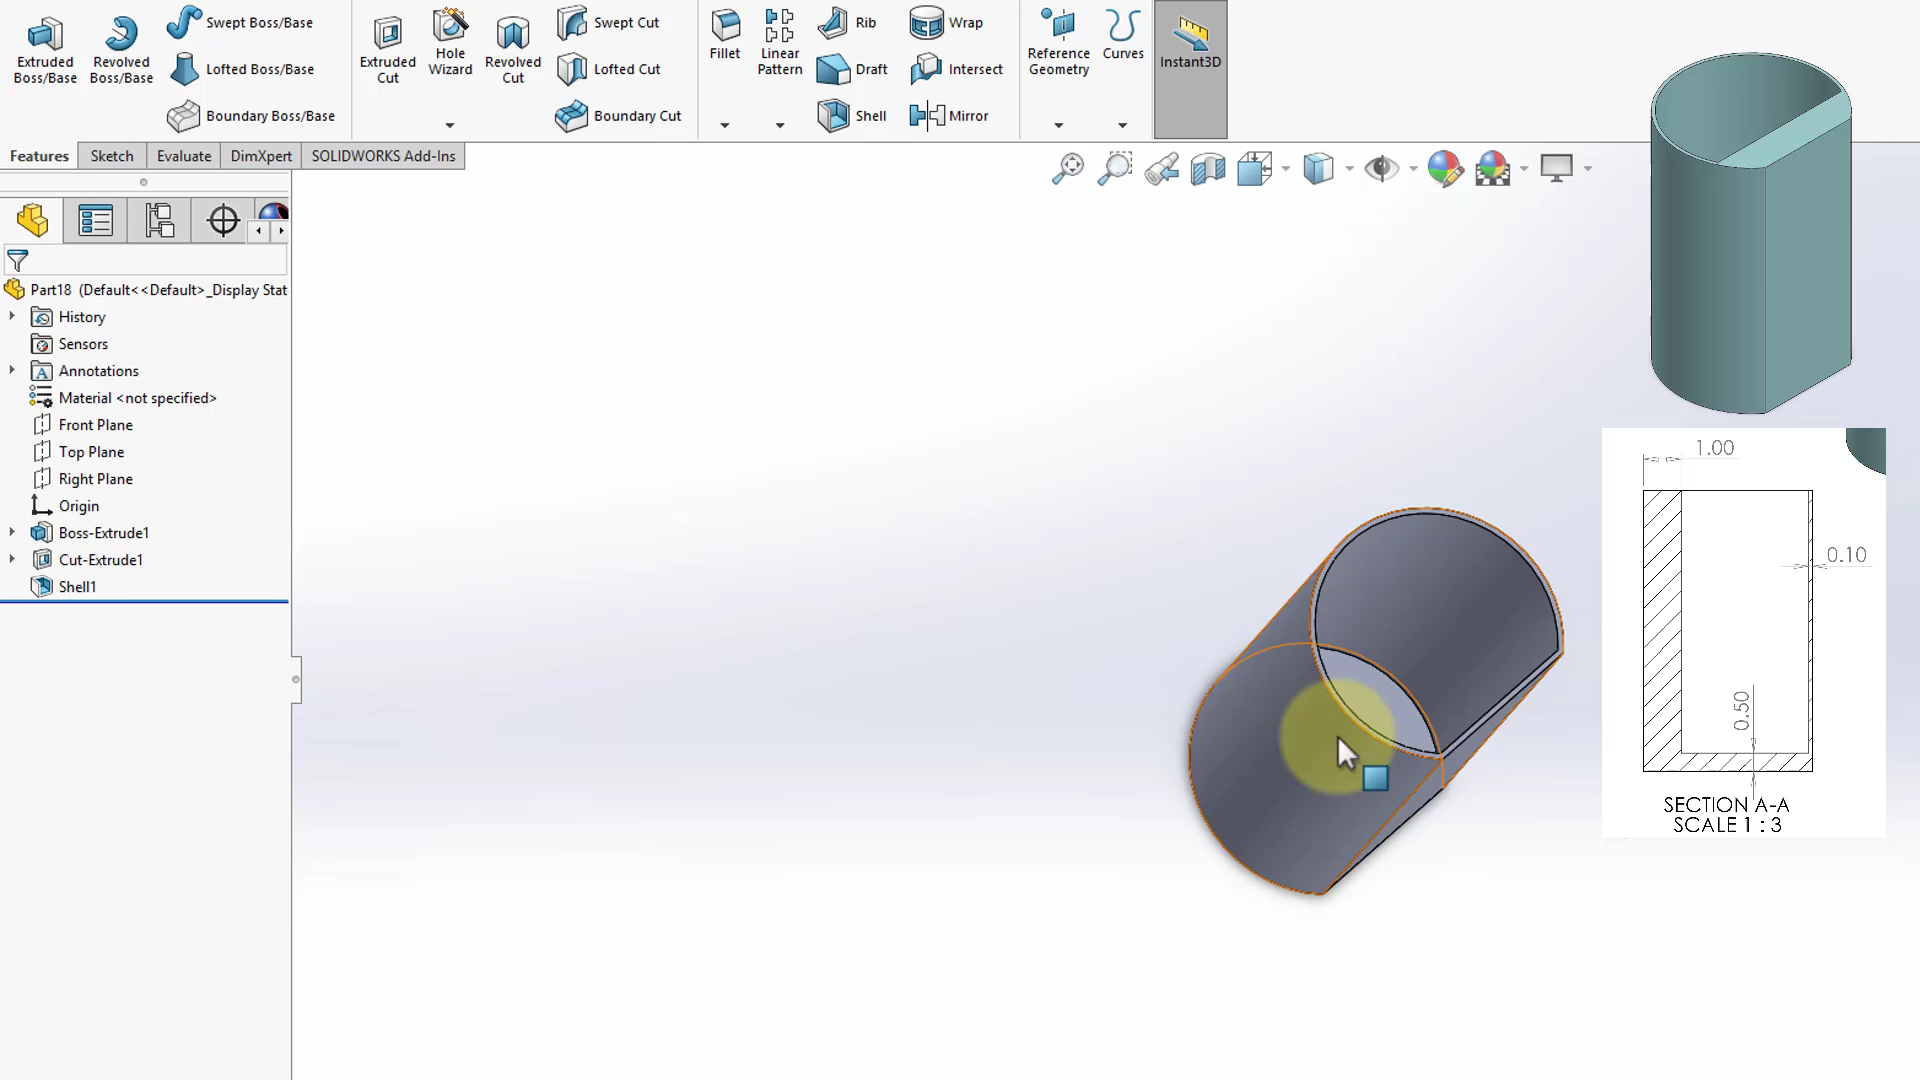 Extruded Boss/Base
Revolved Boss/Base
Swept Boss/Base
Lofted Boss/Base
Boundary Boss/Base
Extruded Cut
Hole Wizard
Revolved Cut
Swept Cut
Lofted Cut
Boundary Cut
Fillet
Linear Pattern
Rib
Draft
Shell
Wrap
Intersect
Mirror
Reference Geometry
Curves
Instant3D
Features
Sketch
Evaluate
DimXpert
SOLIDWORKS Add-Ins
Part18 (Default<<Default>_Display Stat
History
Sensors
Annotations
Material <not specified>
Front Plane
Top Plane
Right Plane
Origin
Boss-Extrude1
Cut-Extrude1
Shell1
1.00
0.10
0.50
SECTION A-A
SCALE 1 : 3